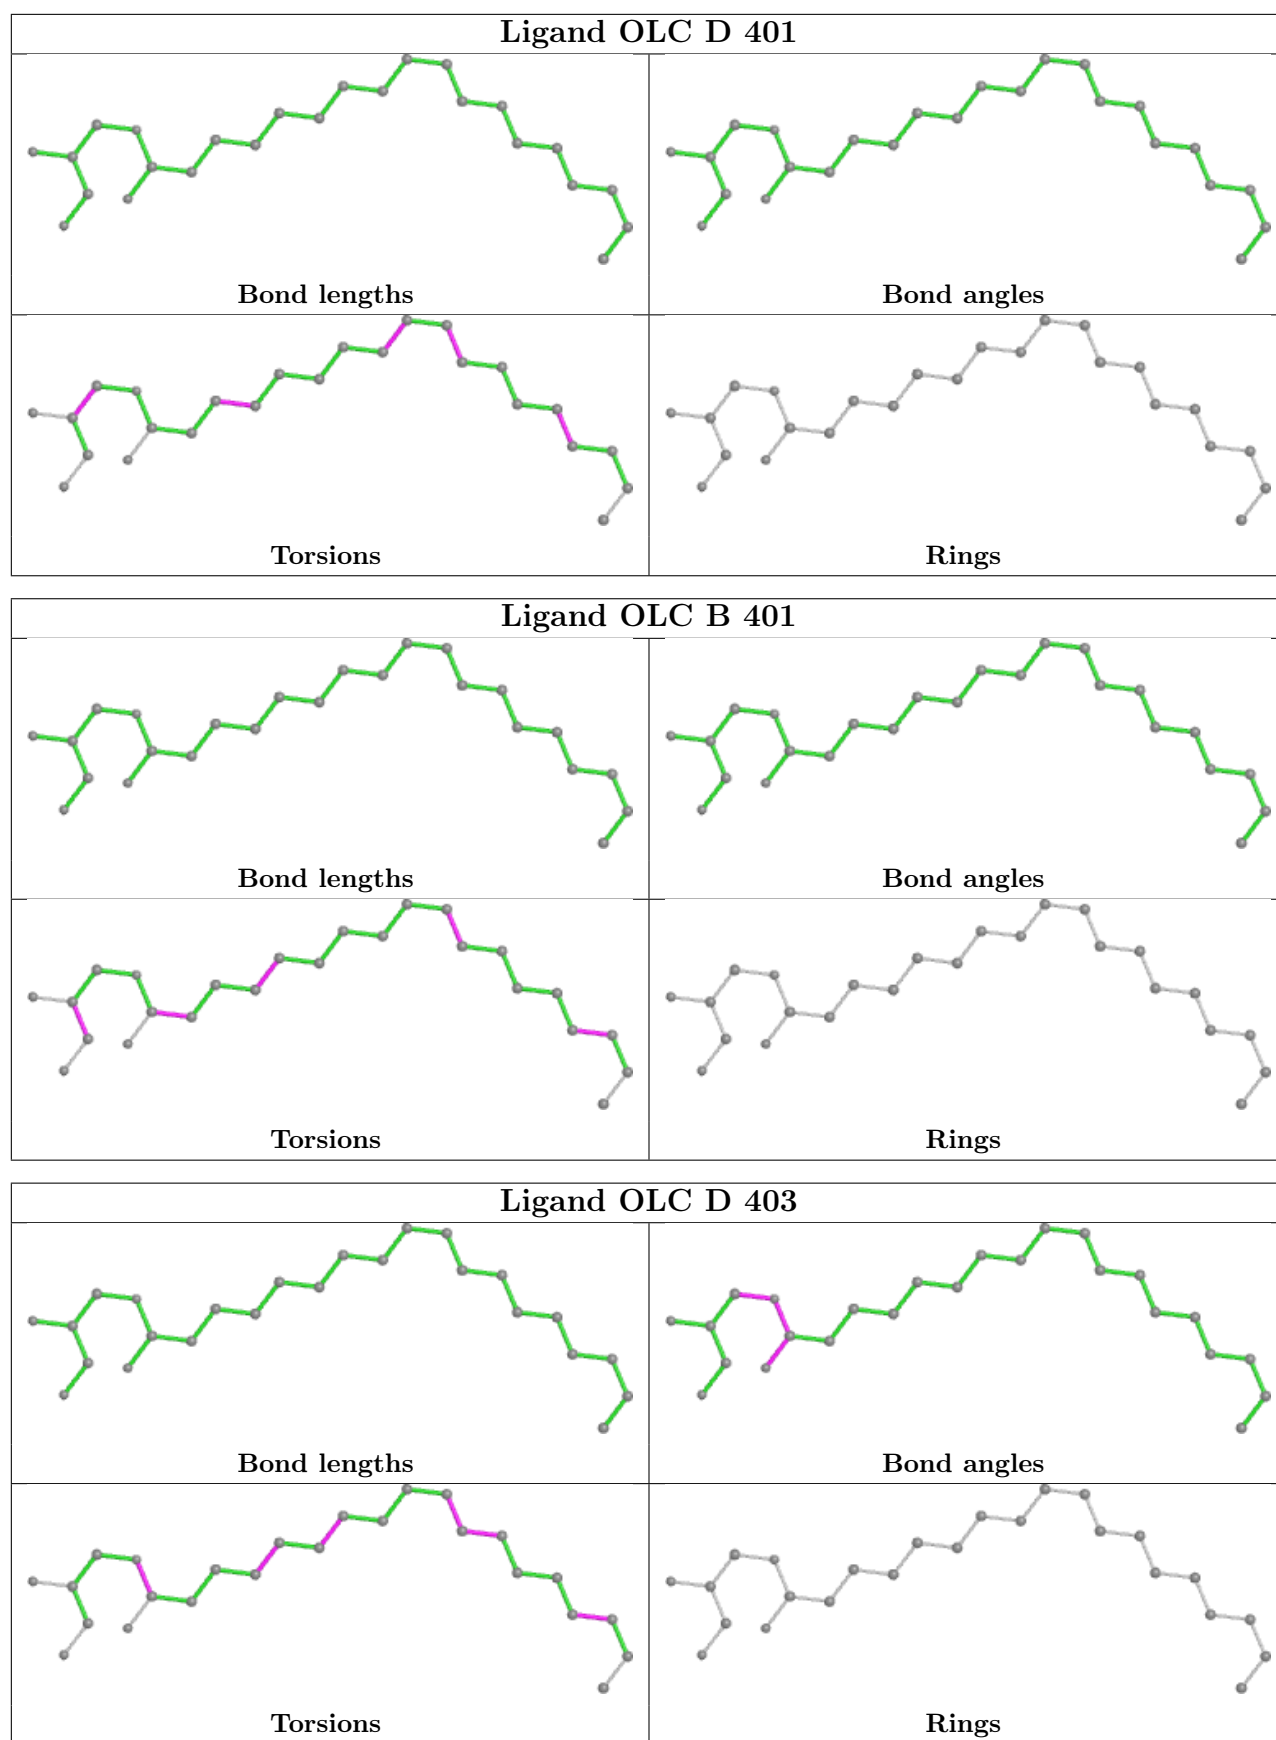 Ligand OLC D 401
Bond lengths
Bond angles
Torsions
Rings
Ligand OLC B 401
Bond lengths
Bond angles
Torsions
Rings
Ligand OLC D 403
Bond lengths
Bond angles
Torsions
Rings